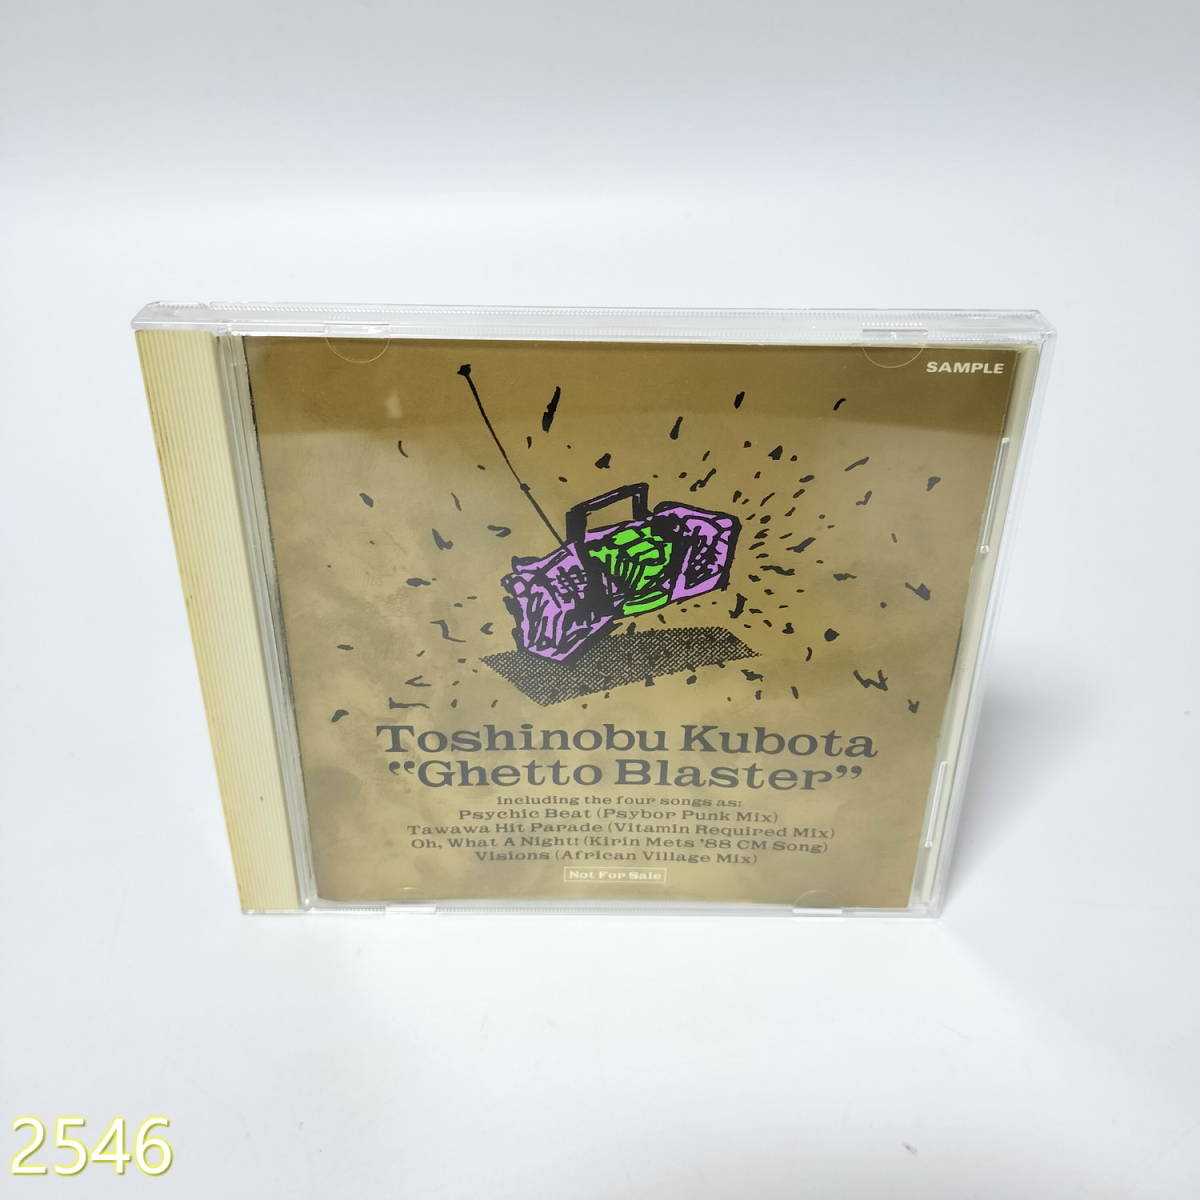 SAMPLE
Toshinobu Kubota
“Ghetto Blaster”
including the four songs as:
Psychic Beat (Psybor Punk Mix)
Tawawa Hit Parade (Vitamin Required Mix)
Oh, What A Night! (Kirin Mets '88 CM Song)
Visions (African Village Mix)
Not For Sale
2546